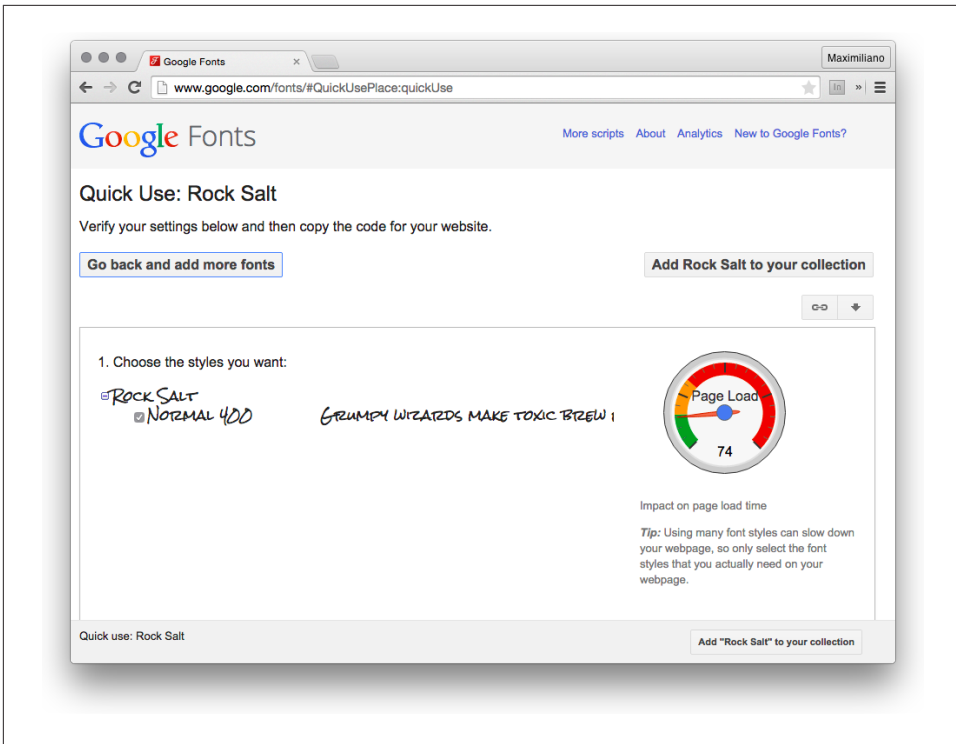 Google Fonts
Maximiliano
www.google.com/fonts/#QuickUsePlace:quickUse
in »
Google Fonts
More scripts About Analytics New to Google Fonts?
Quick Use: Rock Salt
Verify your settings below and then copy the code for your website.
Go back and add more fonts
Add Rock Salt to your collection
1. Choose the styles you want:
Rock Salt
Normal 400
Grumpy wizards make toxic brew
Page Load
74
Impact on page load time
Tip: Using many font styles can slow down
your webpage, so only select the font
styles that you actually need on your
webpage.
Quick use: Rock Salt
Add "Rock Salt" to your collection